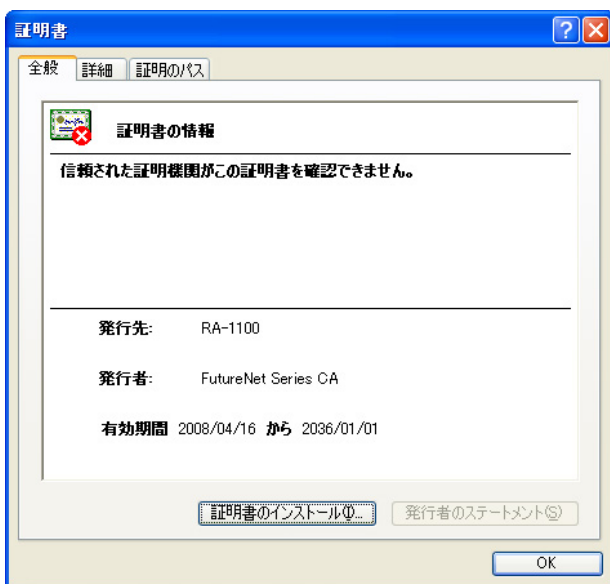 証明書
全般 詳細 証明のパス
証明書の情報
信頼された証明機関がこの証明書を確認できません。
発行先: RA-1100
発行者: FutureNet Series CA
有効期間 2008/04/16 から 2036/01/01
証明書のインストール(I)... 発行者のステートメント(S)
OK